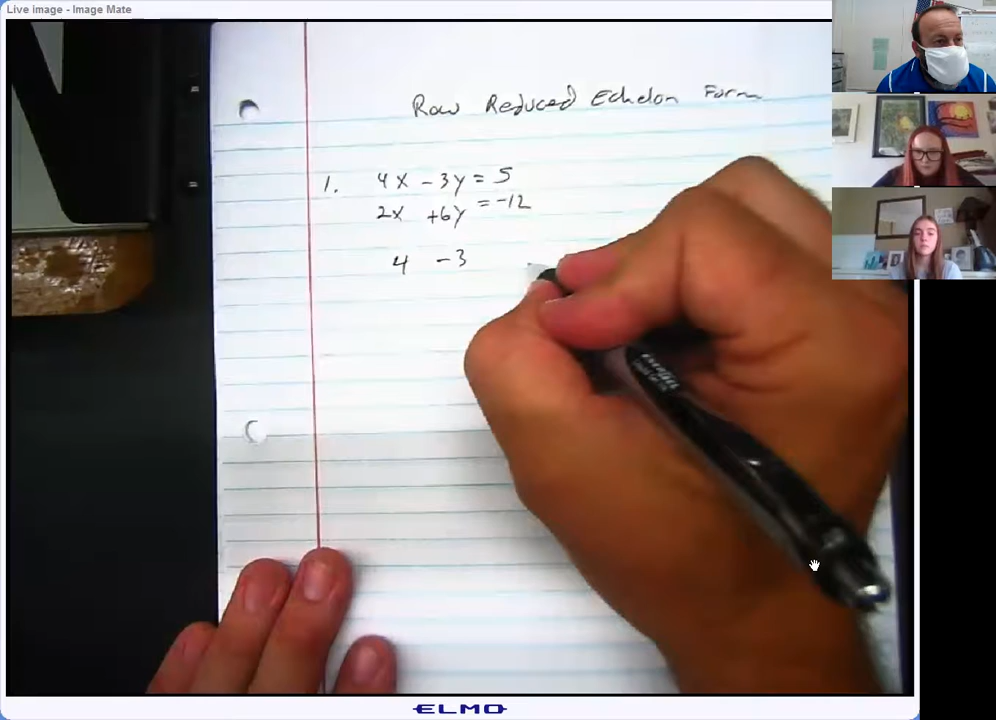 Live image - Image Mate
Row Reduced Echelon Form
1. 4x - 3y = 5
2x + 6y = -12
4 -3
ELMO